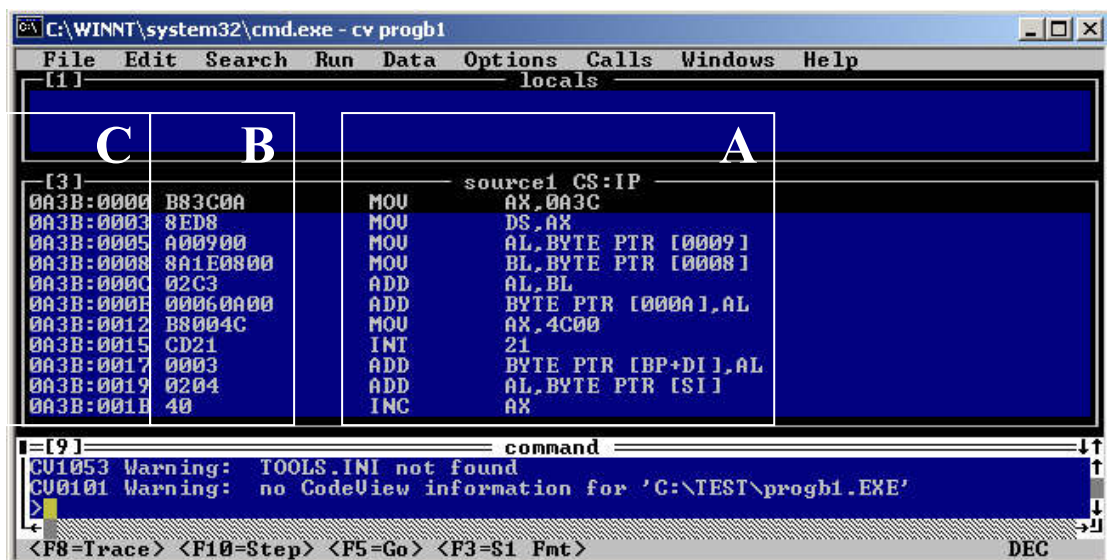 C:\WINNT\system32\cmd.exe - cv progb1
File Edit Search Run Data Options Calls Windows Help
[1] locals
C B A
[3] source1 CS:IP
0A3B:0000 B83C0A MOV AX,0A3C
0A3B:0003 8ED8 MOV DS,AX
0A3B:0005 A00900 MOV AL,BYTE PTR [0009]
0A3B:0008 8A1E0800 MOV BL,BYTE PTR [0008]
0A3B:000C 02C3 ADD AL,BL
0A3B:000E 00060A00 ADD BYTE PTR [000A],AL
0A3B:0012 B8004C MOV AX,4C00
0A3B:0015 CD21 INT 21
0A3B:0017 0003 ADD BYTE PTR [BP+DI],AL
0A3B:0019 0204 ADD AL,BYTE PTR [SI]
0A3B:001B 40 INC AX
[9] command
CV1053 Warning: TOOLS.INI not found
CV0101 Warning: no CodeView information for 'C:\TEST\progb1.EXE'
>
<F8=Trace> <F10=Step> <F5=Go> <F3=S1 Fmt> DEC